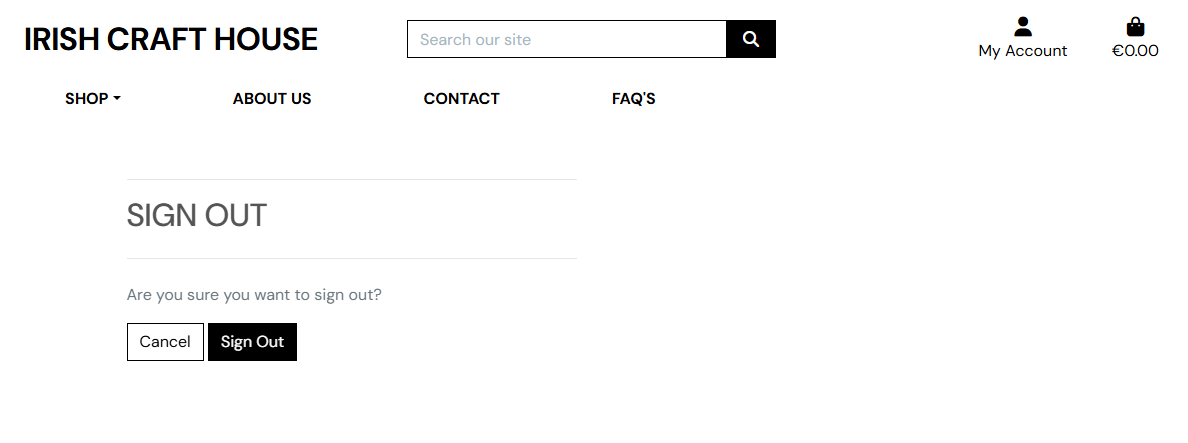 IRISH CRAFT HOUSE
Search our site
My Account
€0.00
SHOP
ABOUT US
CONTACT
FAQ'S
SIGN OUT
Are you sure you want to sign out?
Cancel
Sign Out